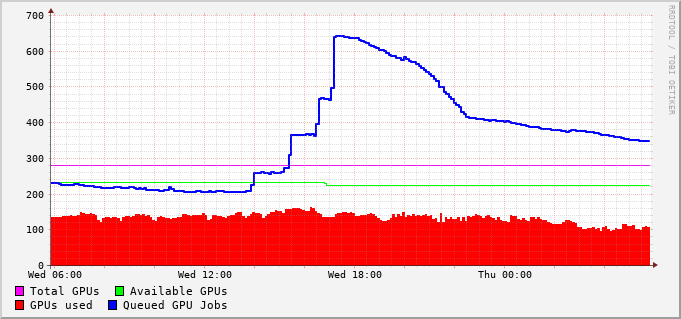 RRDTOOL / TOBI OETIKER
700
600
500
400
300
200
100
0
Wed 06:00 Wed 12:00 Wed 18:00 Thu 00:00
Total GPUs Available GPUs
GPUs used Queued GPU Jobs